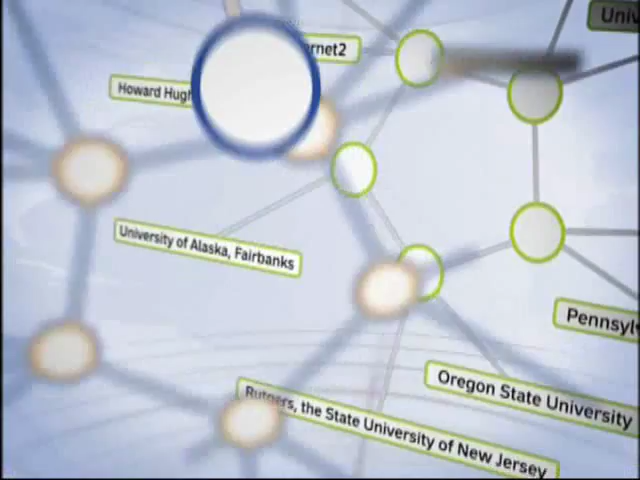 Univ
rnet2
Howard Hugh
University of Alaska, Fairbanks
Pennsyl
Oregon State University
Rutgers, the State University of New Jersey